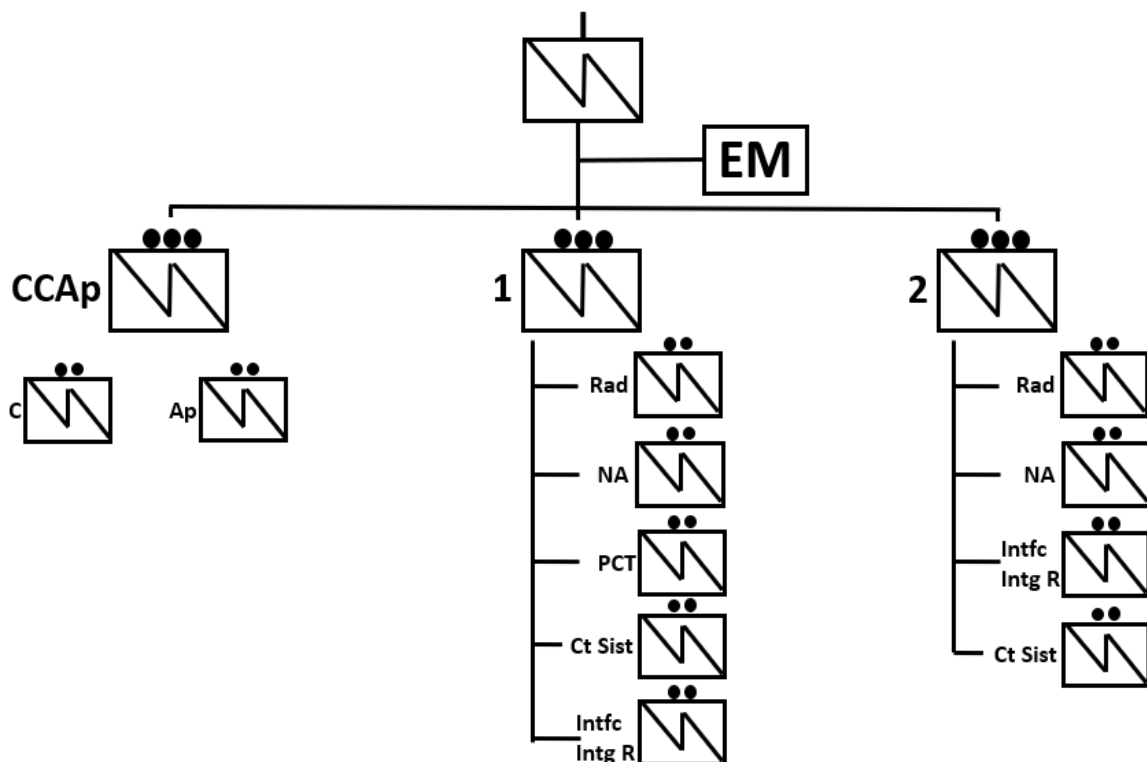 EM
CCAp
1
2
C
Ap
Rad
NA
PCT
Ct Sist
Intfc
Intg R
Rad
NA
Intfc
Intg R
Ct Sist